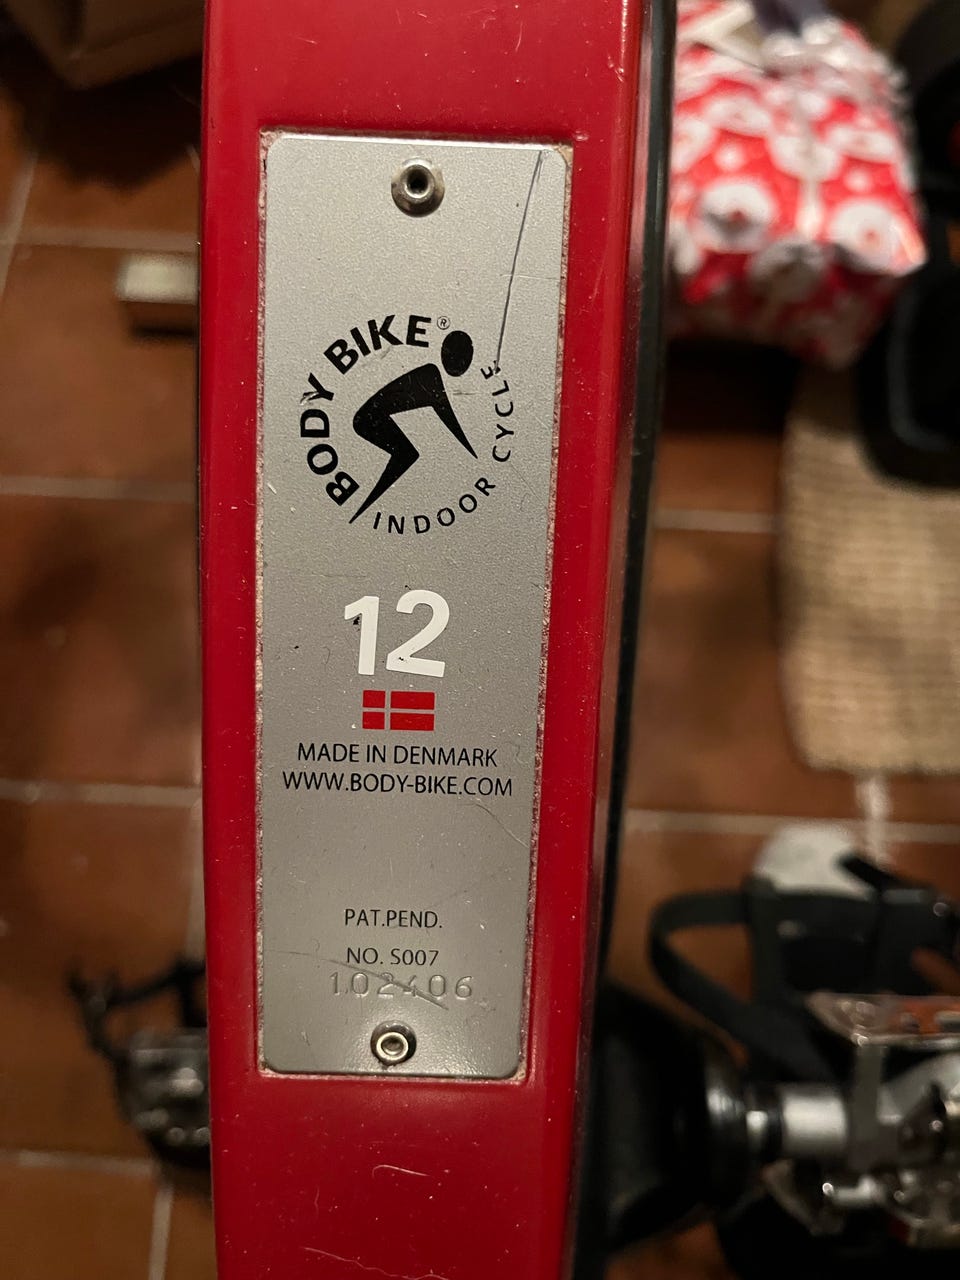 BODY BIKE®
INDOOR CYCLE
12
MADE IN DENMARK
WWW.BODY-BIKE.COM
PAT.PEND.
NO. S007
102406